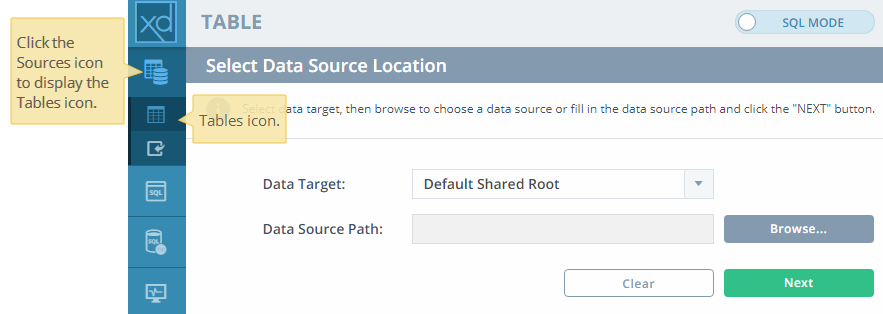 xd
TABLE
SQL MODE
Click the
Sources icon
to display the
Tables icon.
Select Data Source Location
Select data target, then browse to choose a data source or fill in the data source path and click the "NEXT" button.
Tables icon.
Data Target:
Default Shared Root
SQL
Data Source Path:
Browse...
SQL
Clear
Next